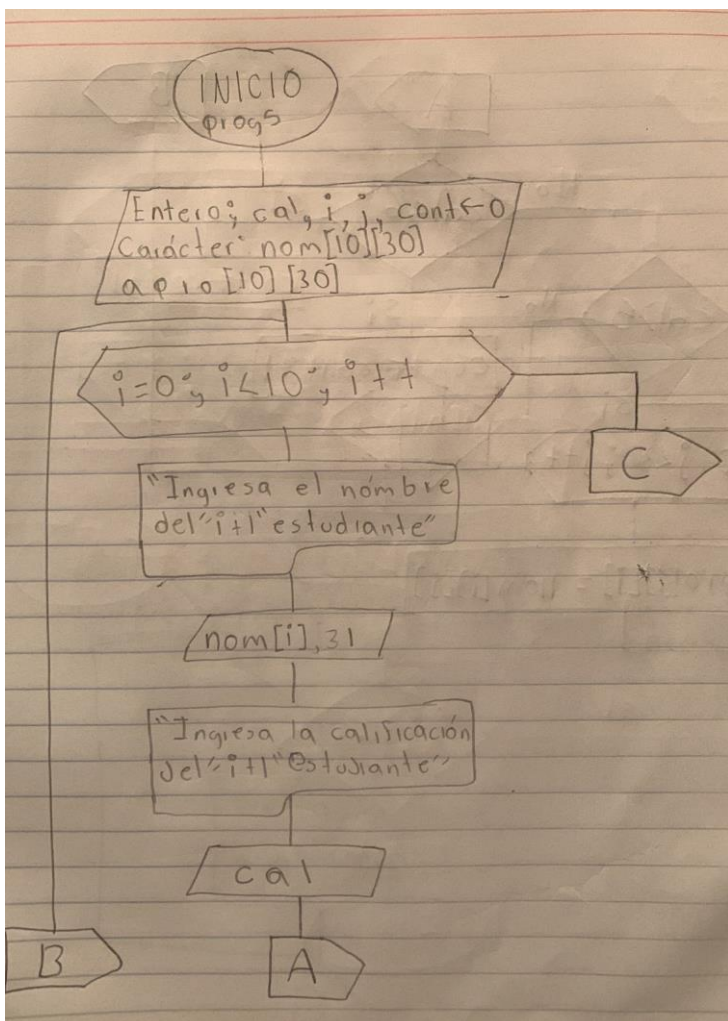 INICIO
prog5
Entero: cal, i, j, cont←0
Carácter: nom[10][30]
apro[10][30]
i=0; i<10; i++
C
"Ingresa el nombre
del" i+1 "estudiante"
nom[i],31
"Ingresa la calificación
del" i+1 "estudiante"
cal
B
A